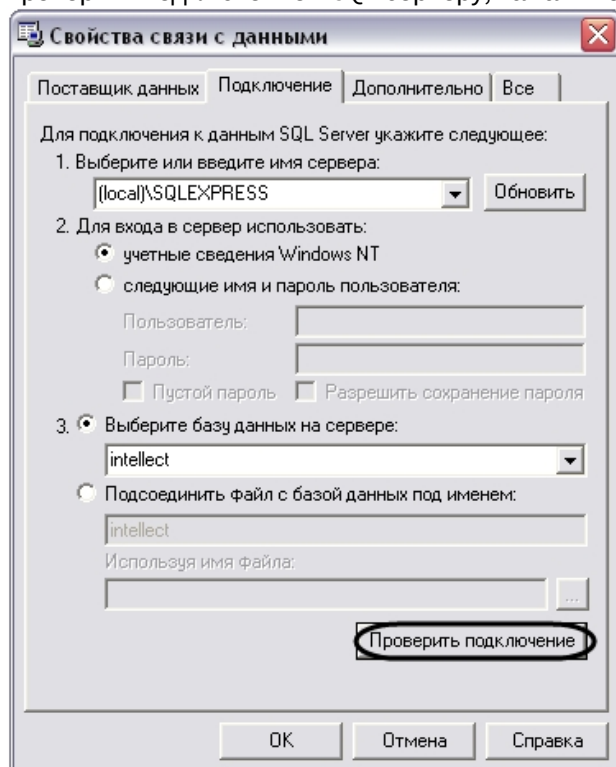 Свойства связи с данными
Поставщик данных Подключение Дополнительно Все
Для подключения к данным SQL Server укажите следующее:
1. Выберите или введите имя сервера:
(local)\SQLEXPRESS Обновить
2. Для входа в сервер использовать:
учетные сведения Windows NT
следующие имя и пароль пользователя:
Пользователь:
Пароль:
Пустой пароль Разрешить сохранение пароля
3. Выберите базу данных на сервере:
intellect
Подсоединить файл с базой данных под именем:
intellect
Используя имя файла:
...
Проверить подключение
OK Отмена Справка